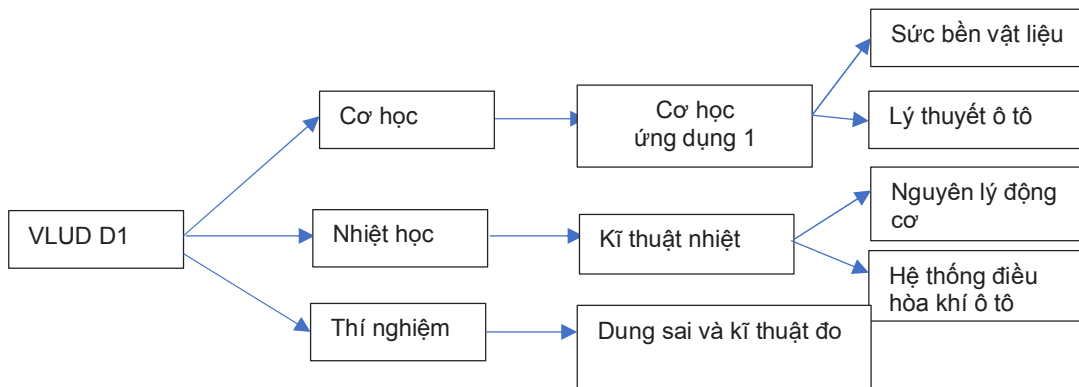 Sức bền vật liệu
Cơ học
Cơ học
ứng dụng 1
Lý thuyết ô tô
VLUD D1
Nhiệt học
Kĩ thuật nhiệt
Nguyên lý động
cơ
Hệ thống điều
hòa khí ô tô
Thí nghiệm
Dung sai và kĩ thuật đo